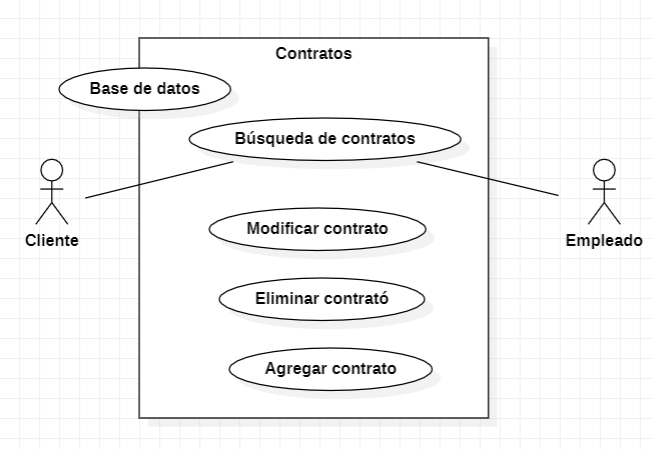 Contratos
Base de datos
Búsqueda de contratos
Cliente
Empleado
Modificar contrato
Eliminar contrató
Agregar contrato